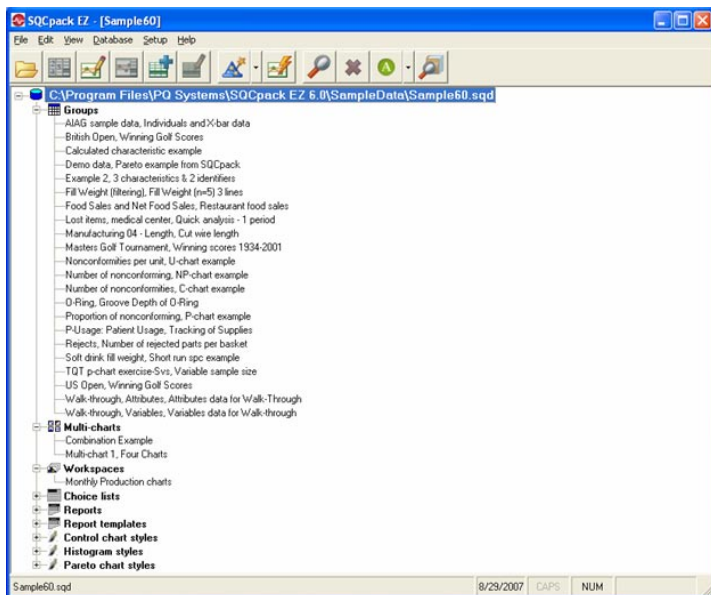 SQCpack EZ - [Sample60]
File Edit View Database Setup Help
A
C:\Program Files\PQ Systems\SQCpack EZ 6.0\SampleData\Sample60.sqd
Groups
AIAG sample data, Individuals and X-bar data
British Open, Winning Golf Scores
Calculated characteristic example
Demo data, Pareto example from SQCpack
Example 2, 3 characteristics & 2 identifiers
Fill Weight (filtering), Fill Weight (n=5) 3 lines
Food Sales and Net Food Sales, Restaurant food sales
Lost items, medical center, Quick analysis - 1 period
Manufacturing 04 - Length, Cut wire length
Masters Golf Tournament, Winning scores 1934-2001
Nonconformities per unit, U-chart example
Number of nonconforming, NP-chart example
Number of nonconformities, C-chart example
O-Ring, Groove Depth of O-Ring
Proportion of nonconforming, P-chart example
P-Usage: Patient Usage, Tracking of Supplies
Rejects, Number of rejected parts per basket
Soft drink fill weight, Short run spc example
TQT p-chart exercise-Svs, Variable sample size
US Open, Winning Golf Scores
Walk-through, Attributes, Attributes data for Walk-Through
Walk-through, Variables, Variables data for Walk-through
Multi-charts
Combination Example
Multi-chart 1, Four Charts
Workspaces
Monthly Production charts
Choice lists
Reports
Report templates
Control chart styles
Histogram styles
Pareto chart styles
Sample60.sqd 8/29/2007 CAPS NUM